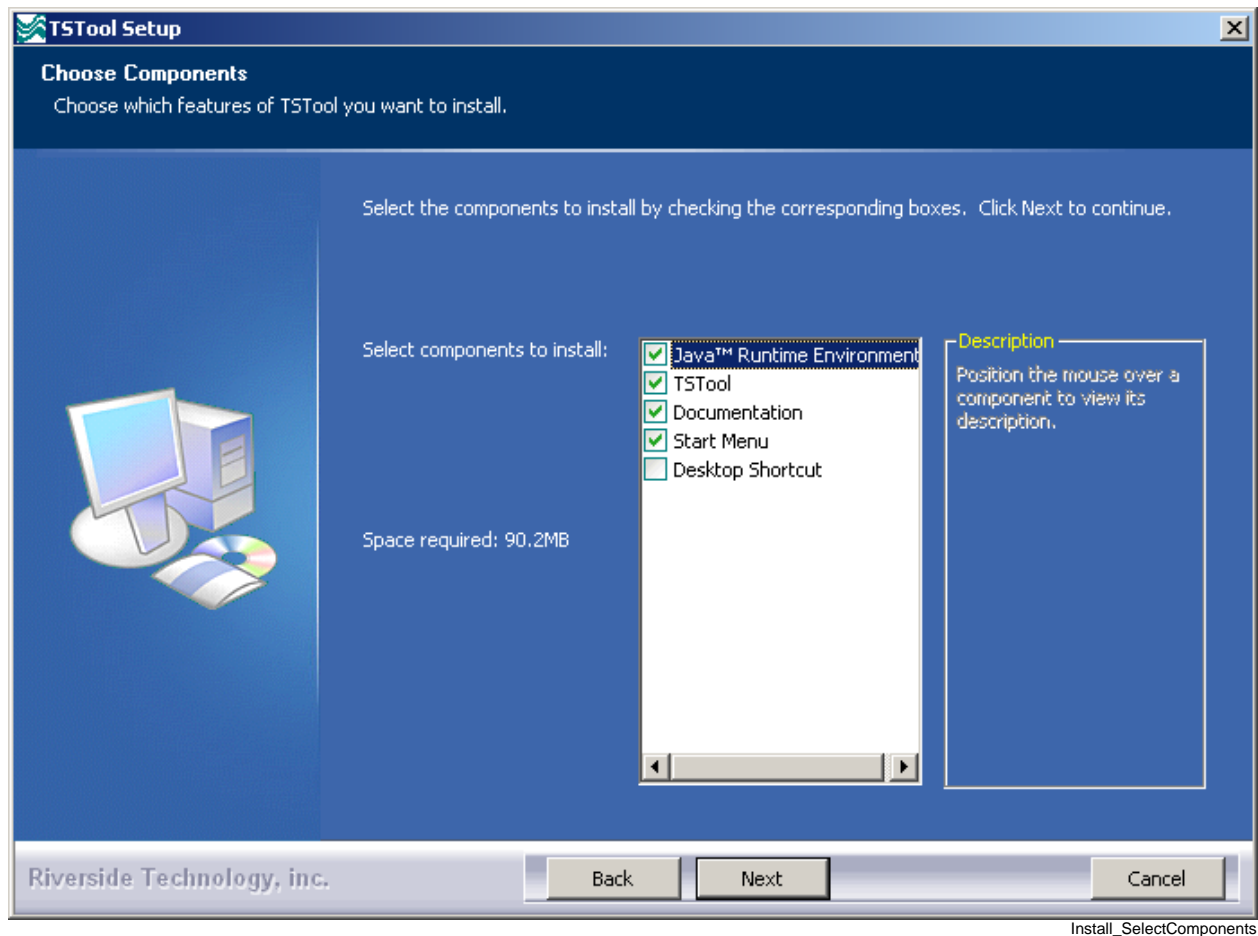 TSTool Setup
Choose Components
Choose which features of TSTool you want to install.
Select the components to install by checking the corresponding boxes.  Click Next to continue.
Select components to install:
Java™ Runtime Environment
TSTool
Documentation
Start Menu
Desktop Shortcut
Description
Position the mouse over a
component to view its
description.
Space required: 90.2MB
Riverside Technology, inc.
Back
Next
Cancel
Install_SelectComponents